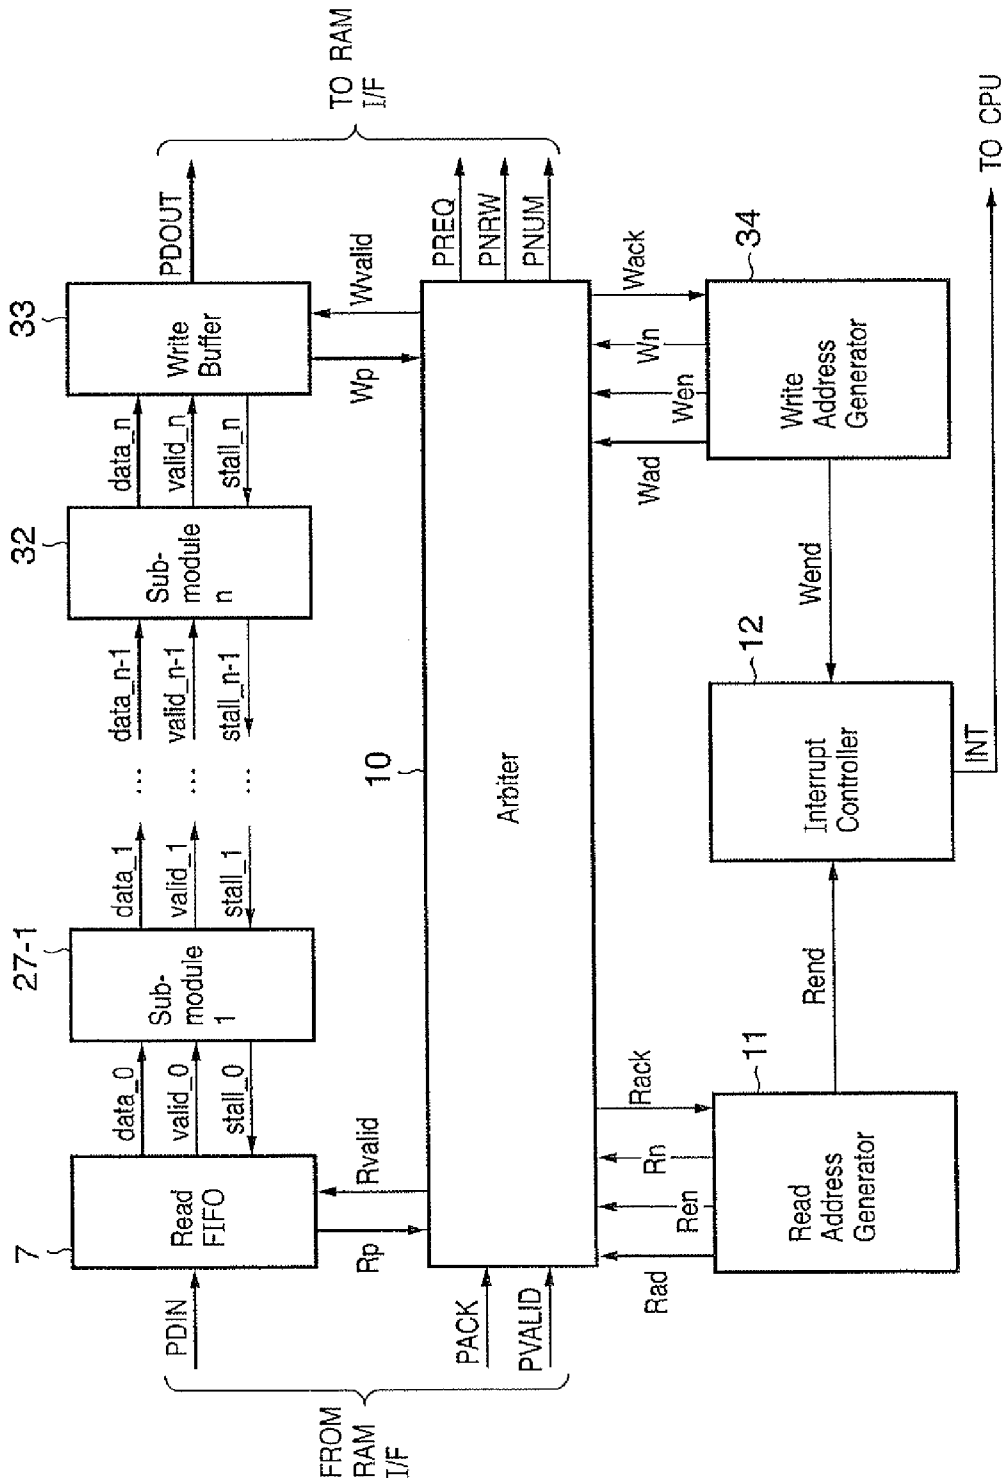 33
Write
Buffer
PDOUT
TO RAM
I/F
data_n
valid_n
stall_n
32
Sub-
module
n
data_n-1
valid_n-1
stall_n-1
...
...
...
data_1
valid_1
stall_1
27-1
Sub-
module
1
data_0
valid_0
stall_0
7
Read
FIFO
PDIN
FROM
RAM
I/F
Rp
Rvalid
Wp
Wvalid
10
Arbiter
PACK
PVALID
PREQ
PNRW
PNUM
Rad
Ren
Rn
Rack
Wad
Wen
Wn
Wack
11
Read
Address
Generator
Rend
12
Interrupt
Controller
Wend
34
Write
Address
Generator
INT
TO CPU